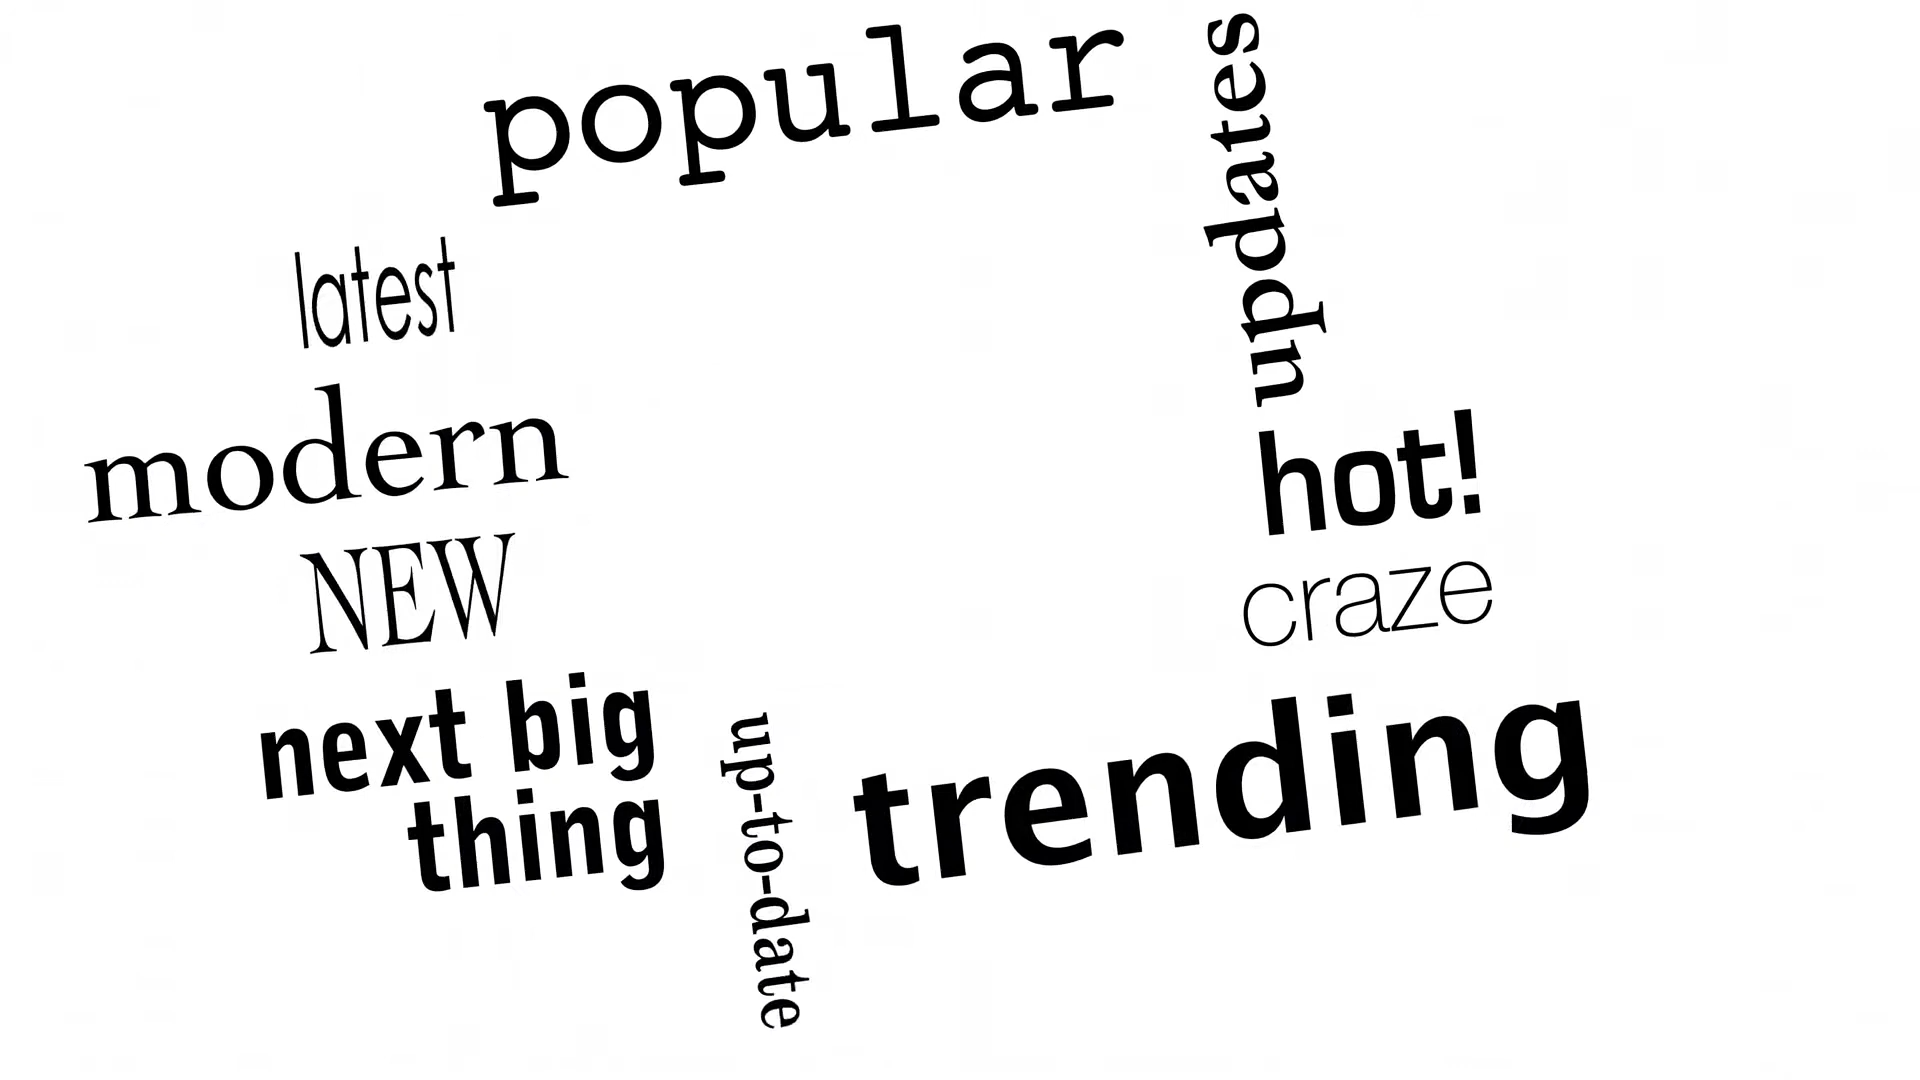 popular
updates
latest
modern
hot!
NEW
craze
next big
thing
up-to-date
trending